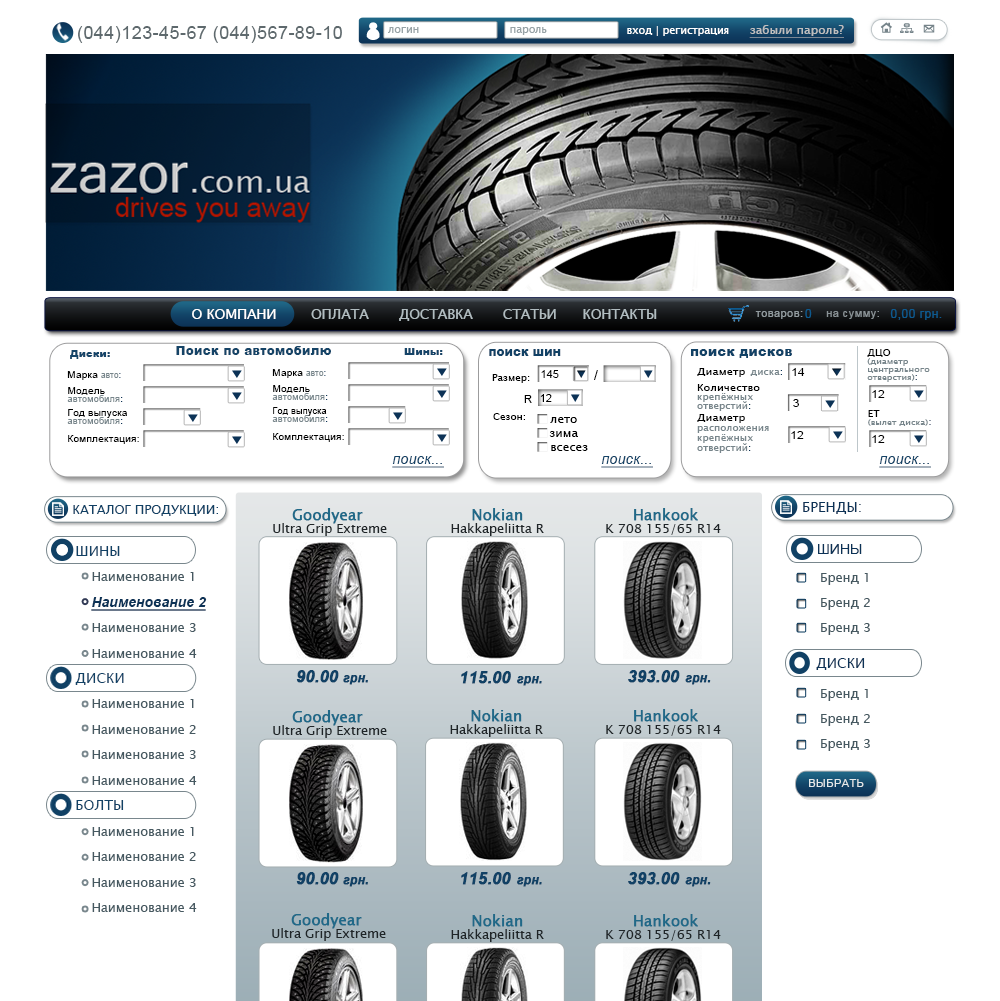 (044)123-45-67 (044)567-89-10
логин
пароль
вход | регистрация
забыли пароль?
zazor.com.ua
drives you away
g-Force
О КОМПАНИ
ОПЛАТА
ДОСТАВКА
СТАТЬИ
КОНТАКТЫ
товаров:0
на сумму: 0,00 грн.
Поиск по автомобилю
Диски:
Марка авто:
Модель
автомобиля:
Год выпуска
автомобиля:
Комплектация:
Шины:
Марка авто:
Модель
автомобиля:
Год выпуска
автомобиля:
Комплектация:
поиск...
поиск шин
Размер: 145 /
R 12
Сезон:
лето
зима
всесез
поиск...
поиск дисков
Диаметр диска: 14
Количество
крепёжных
отверстий: 3
Диаметр
расположения
крепёжных
отверстий: 12
ДЦО
(диаметр
центрального
отверстия):
12
ЕТ
(вылет диска):
12
поиск...
КАТАЛОГ ПРОДУКЦИИ:
ШИНЫ
Наименование 1
Наименование 2
Наименование 3
Наименование 4
ДИСКИ
Наименование 1
Наименование 2
Наименование 3
Наименование 4
БОЛТЫ
Наименование 1
Наименование 2
Наименование 3
Наименование 4
Goodyear
Ultra Grip Extreme
90.00 грн.
Nokian
Hakkapeliitta R
115.00 грн.
Hankook
K 708 155/65 R14
393.00 грн.
Goodyear
Ultra Grip Extreme
90.00 грн.
Nokian
Hakkapeliitta R
115.00 грн.
Hankook
K 708 155/65 R14
393.00 грн.
Goodyear
Ultra Grip Extreme
Nokian
Hakkapeliitta R
Hankook
K 708 155/65 R14
БРЕНДЫ:
ШИНЫ
Бренд 1
Бренд 2
Бренд 3
ДИСКИ
Бренд 1
Бренд 2
Бренд 3
ВЫБРАТЬ